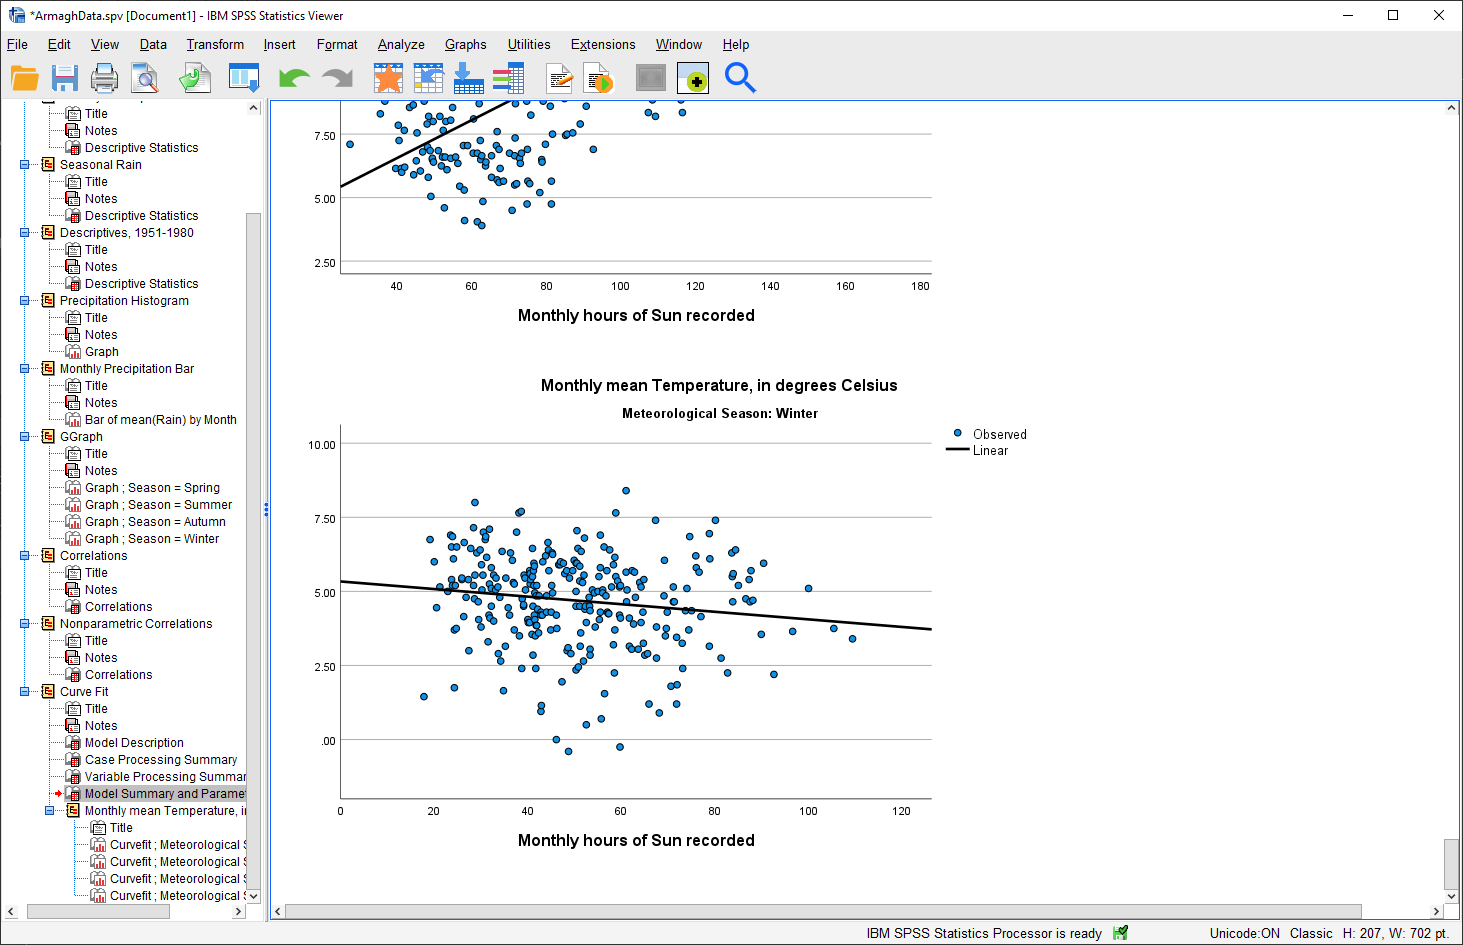 *ArmaghData.spv [Document1] - IBM SPSS Statistics Viewer
File Edit View Data Transform Insert Format Analyze Graphs Utilities Extensions Window Help
Title
Notes
Descriptive Statistics
Seasonal Rain
Title
Notes
Descriptive Statistics
Descriptives, 1951-1980
Title
Notes
Descriptive Statistics
Precipitation Histogram
Title
Notes
Graph
Monthly Precipitation Bar
Title
Notes
Bar of mean(Rain) by Month
GGraph
Title
Notes
Graph ; Season = Spring
Graph ; Season = Summer
Graph ; Season = Autumn
Graph ; Season = Winter
Correlations
Title
Notes
Correlations
Nonparametric Correlations
Title
Notes
Correlations
Curve Fit
Title
Notes
Model Description
Case Processing Summary
Variable Processing Summar
Model Summary and Parame
Monthly mean Temperature, i
Title
Curvefit ; Meteorological S
Curvefit ; Meteorological S
Curvefit ; Meteorological S
Curvefit ; Meteorological S
7.50
5.00
2.50
40 60 80 100 120 140 160 180
Monthly hours of Sun recorded
Monthly mean Temperature, in degrees Celsius
Meteorological Season: Winter
Observed
Linear
10.00
7.50
5.00
2.50
.00
0 20 40 60 80 100 120
Monthly hours of Sun recorded
IBM SPSS Statistics Processor is ready Unicode:ON Classic H: 207, W: 702 pt.